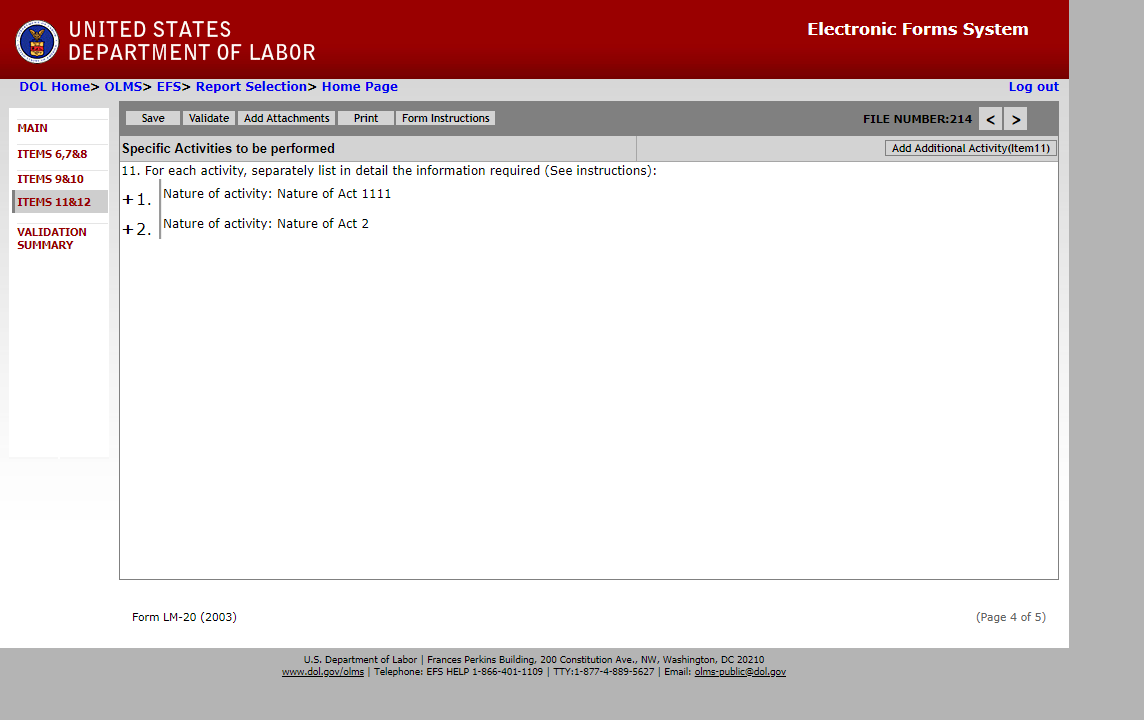 UNITED STATES
DEPARTMENT OF LABOR
Electronic Forms System
DOL Home> OLMS> EFS> Report Selection> Home Page
Log out
MAIN
ITEMS 6,7&8
ITEMS 9&10
ITEMS 11&12
VALIDATION
SUMMARY
Save Validate Add Attachments Print Form Instructions
FILE NUMBER:214 < >
Specific Activities to be performed
Add Additional Activity(Item11)
11. For each activity, separately list in detail the information required (See instructions):
+1. Nature of activity: Nature of Act 1111
+2. Nature of activity: Nature of Act 2
Form LM-20 (2003)
(Page 4 of 5)
U.S. Department of Labor | Frances Perkins Building, 200 Constitution Ave., NW, Washington, DC 20210
www.dol.gov/olms | Telephone: EFS HELP 1-866-401-1109 | TTY:1-877-4-889-5627 | Email: olms-public@dol.gov